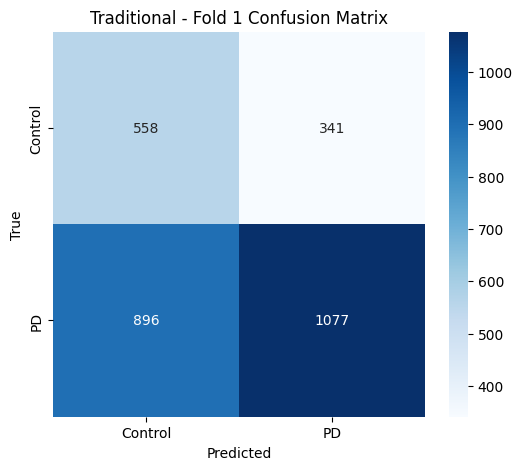 Traditional - Fold 1 Confusion Matrix
Control
PD
True
558
341
896
1077
Control
PD
Predicted
1000
900
800
700
600
500
400